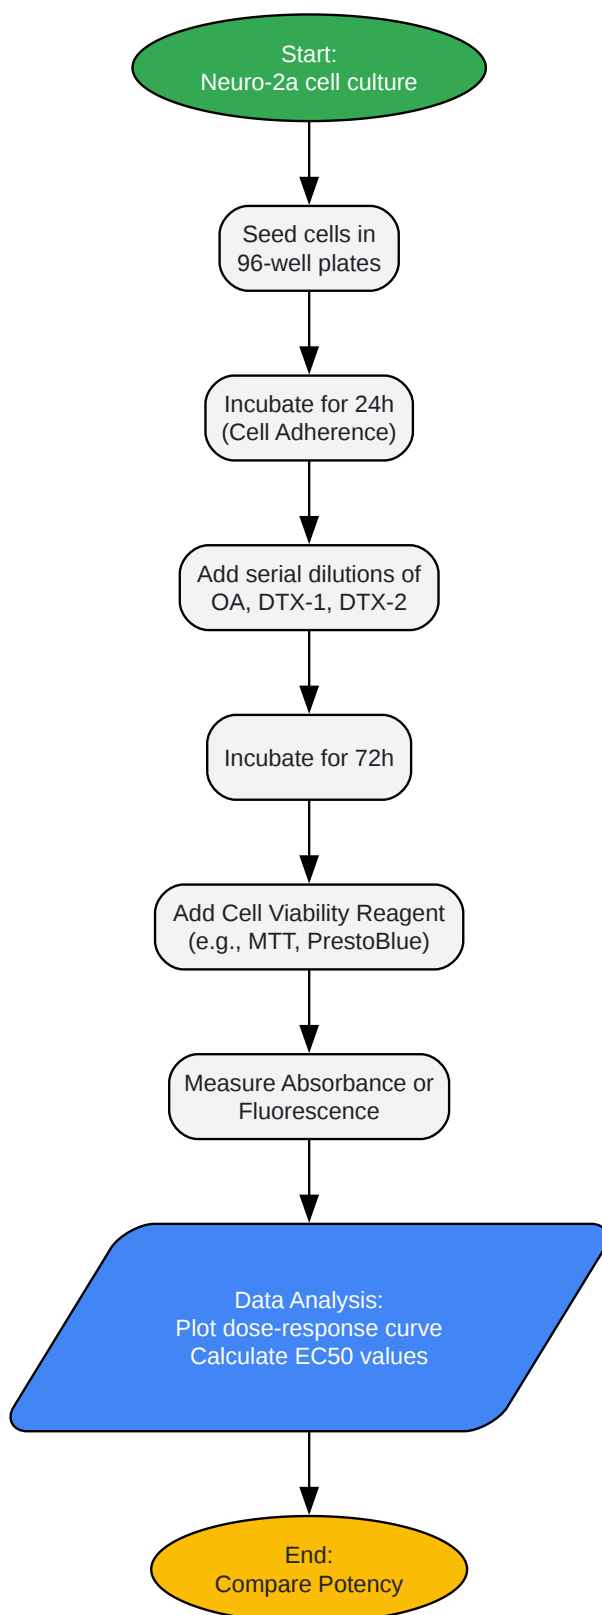 Start:
Neuro-2a cell culture
Seed cells in
96-well plates
Incubate for 24h
(Cell Adherence)
Add serial dilutions of
OA, DTX-1, DTX-2
Incubate for 72h
Add Cell Viability Reagent
(e.g., MTT, PrestoBlue)
Measure Absorbance or
Fluorescence
Data Analysis:
Plot dose-response curve
Calculate EC50 values
End:
Compare Potency